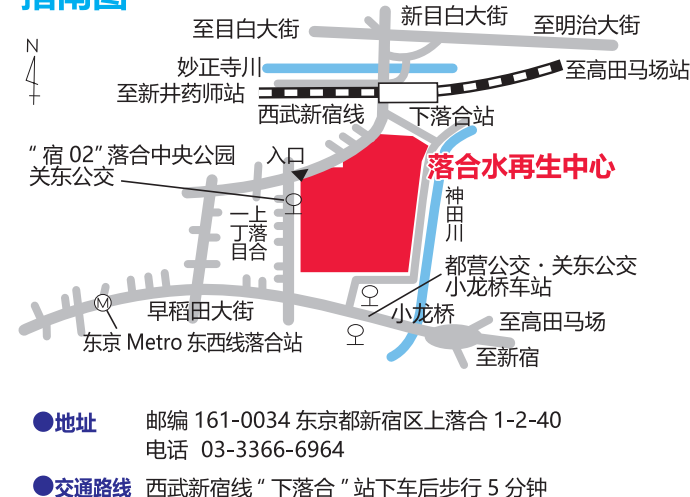 指南图
新目白大街
至目白大街
至明治大街
N
妙正寺川
至高田马场站
至新井药师站
西武新宿线
下落合站
“ 宿 02” 落合中央公园
关东公交
入口
落合水再生中心
神田川
上落合
一丁目
都营公交 · 关东公交
小龙桥车站
小龙桥
早稻田大街
M
至高田马场
东京 Metro 东西线落合站
至新宿
●地址 邮编 161-0034 东京都新宿区上落合 1-2-40
电话 03-3366-6964
●交通路线 西武新宿线 “ 下落合 ” 站下车后步行 5 分钟